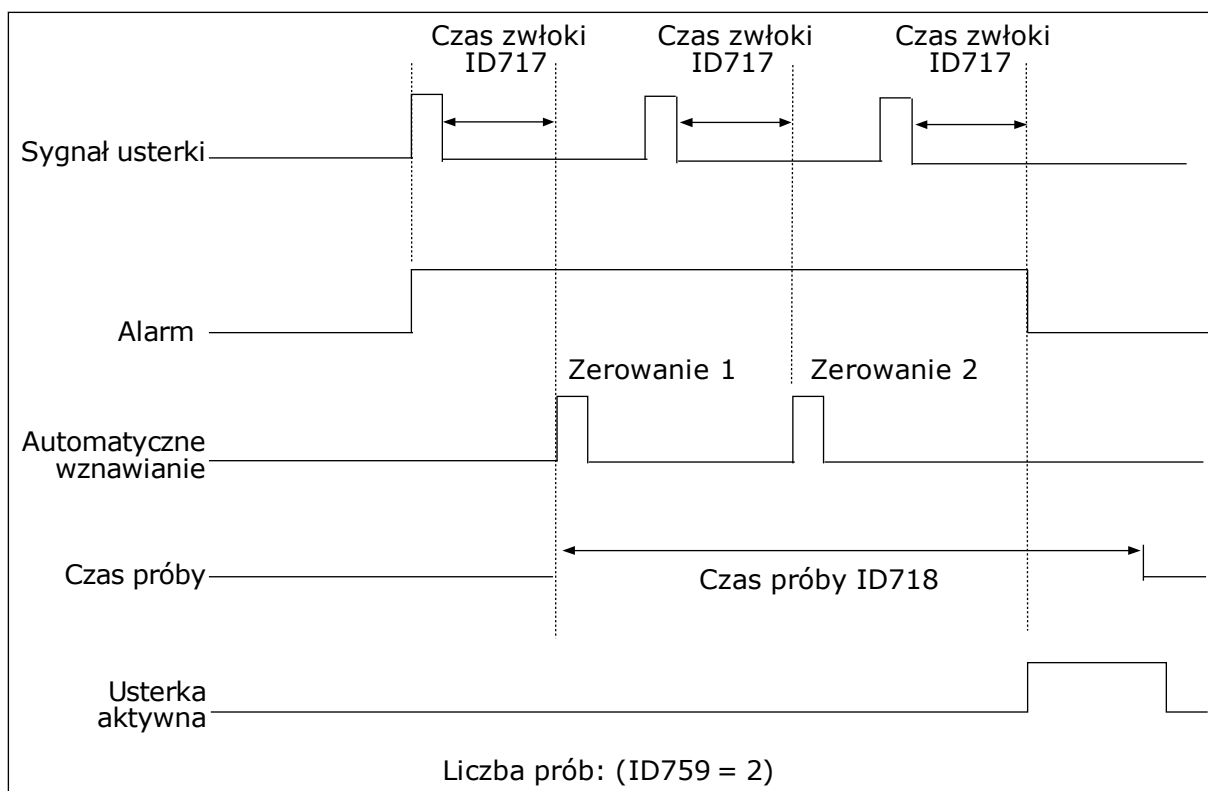 Czas zwłoki
ID717
Czas zwłoki
ID717
Czas zwłoki
ID717
Sygnał usterki
Alarm
Zerowanie 1
Zerowanie 2
Automatyczne
wznawianie
Czas próby
Czas próby ID718
Usterka
aktywna
Liczba prób: (ID759 = 2)